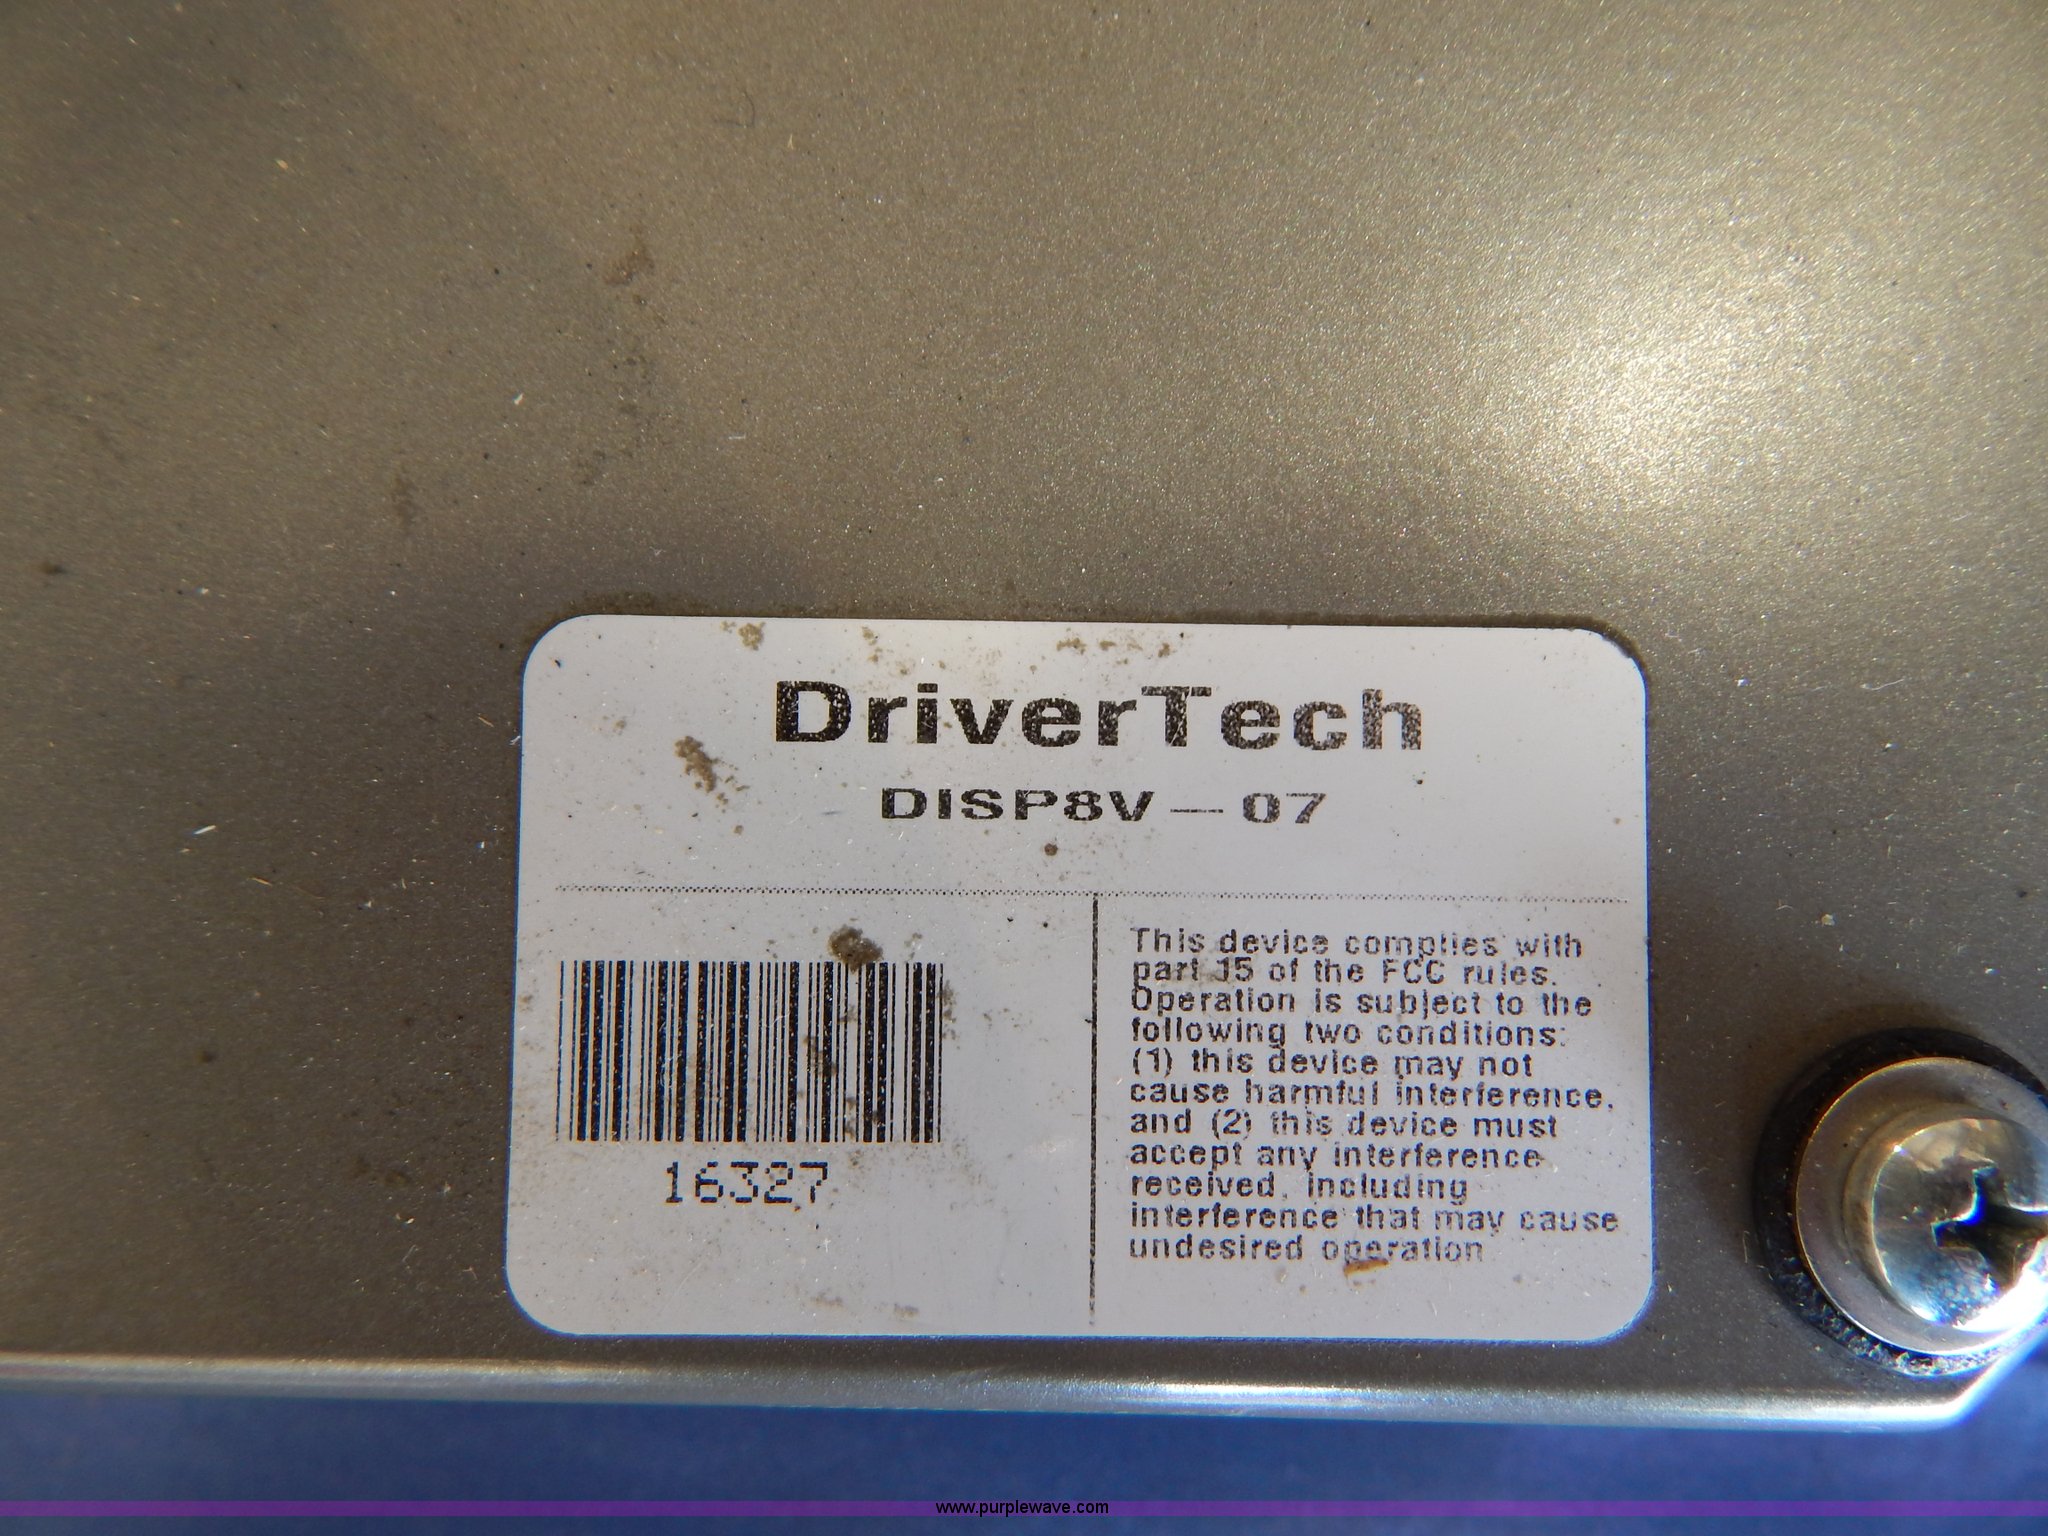 DriverTech
DISP8V-07
16327
This device complies with
part 15 of the FCC rules.
Operation is subject to the
following two conditions:
(1) this device may not
cause harmful interference,
and (2) this device must
accept any interference
received, including
interference that may cause
undesired operation
www.purplewave.com